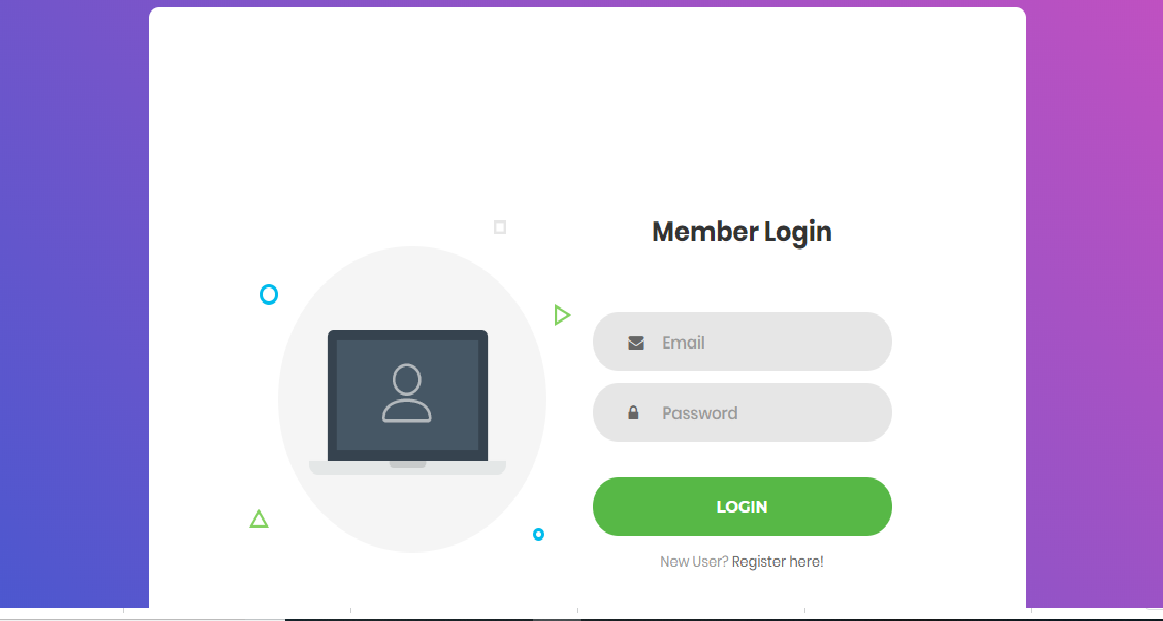 Member Login
Email
Password
LOGIN
New User? Register here!